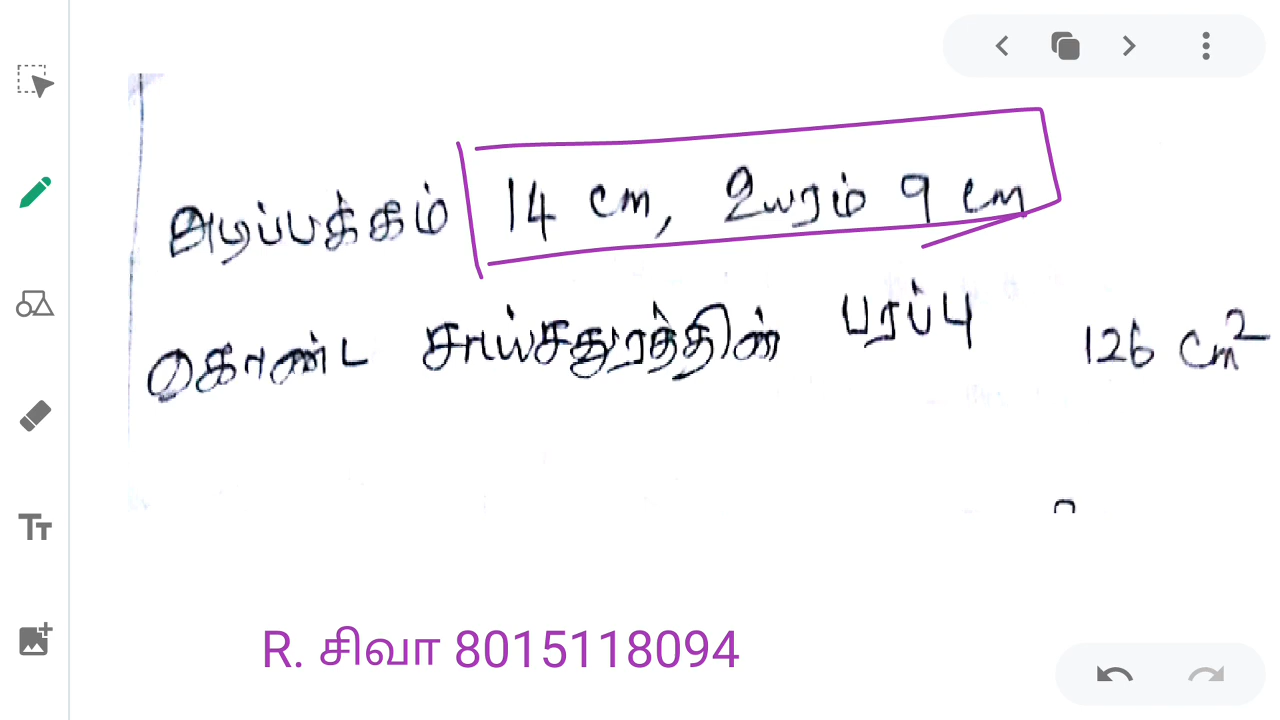 அடிப்பக்கம் 14 cm, உயரம் 9 cm
கொண்ட சாய்சதுரத்தின் பரப்பு 126 cm²
R. சிவா 8015118094